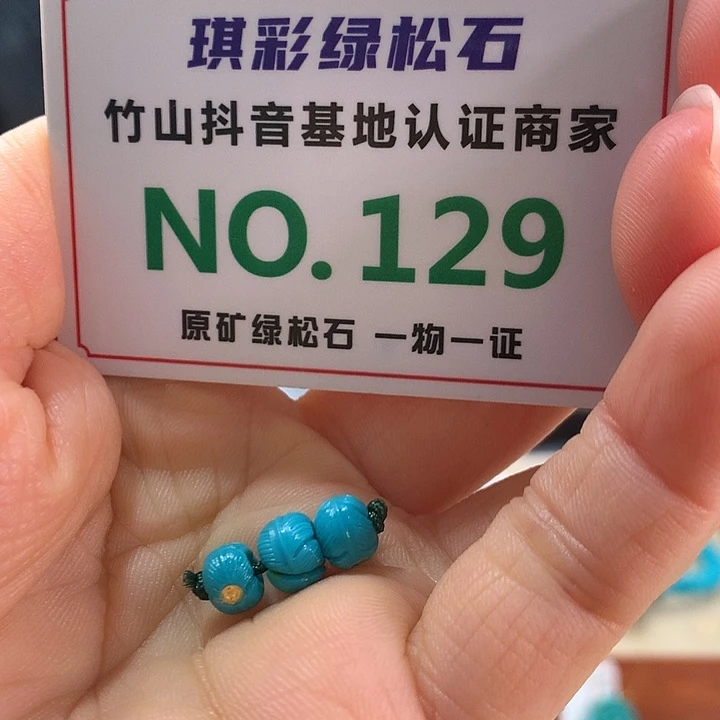 琪彩绿松石
竹山抖音基地认证商家
NO.129
原矿绿松石 一物一证